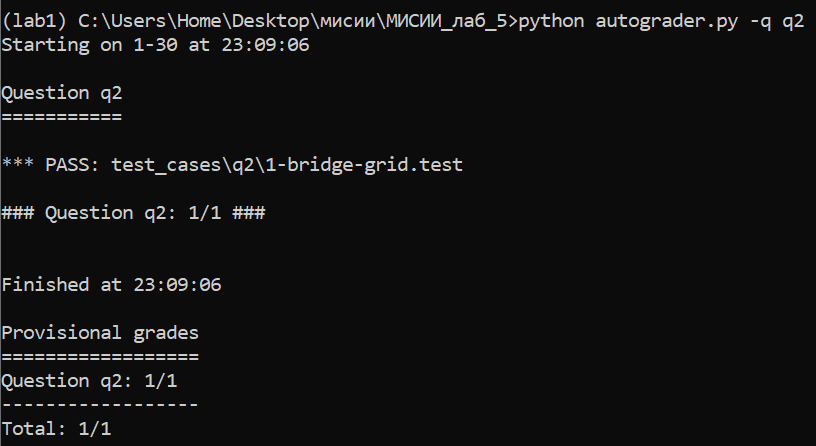 (lab1) C:\Users\Home\Desktop\мисии\МИСИИ_лаб_5>python autograder.py -q q2
Starting on 1-30 at 23:09:06
Question q2
===========
*** PASS: test_cases\q2\1-bridge-grid.test
### Question q2: 1/1 ###
Finished at 23:09:06
Provisional grades
==================
Question q2: 1/1
------------------
Total: 1/1